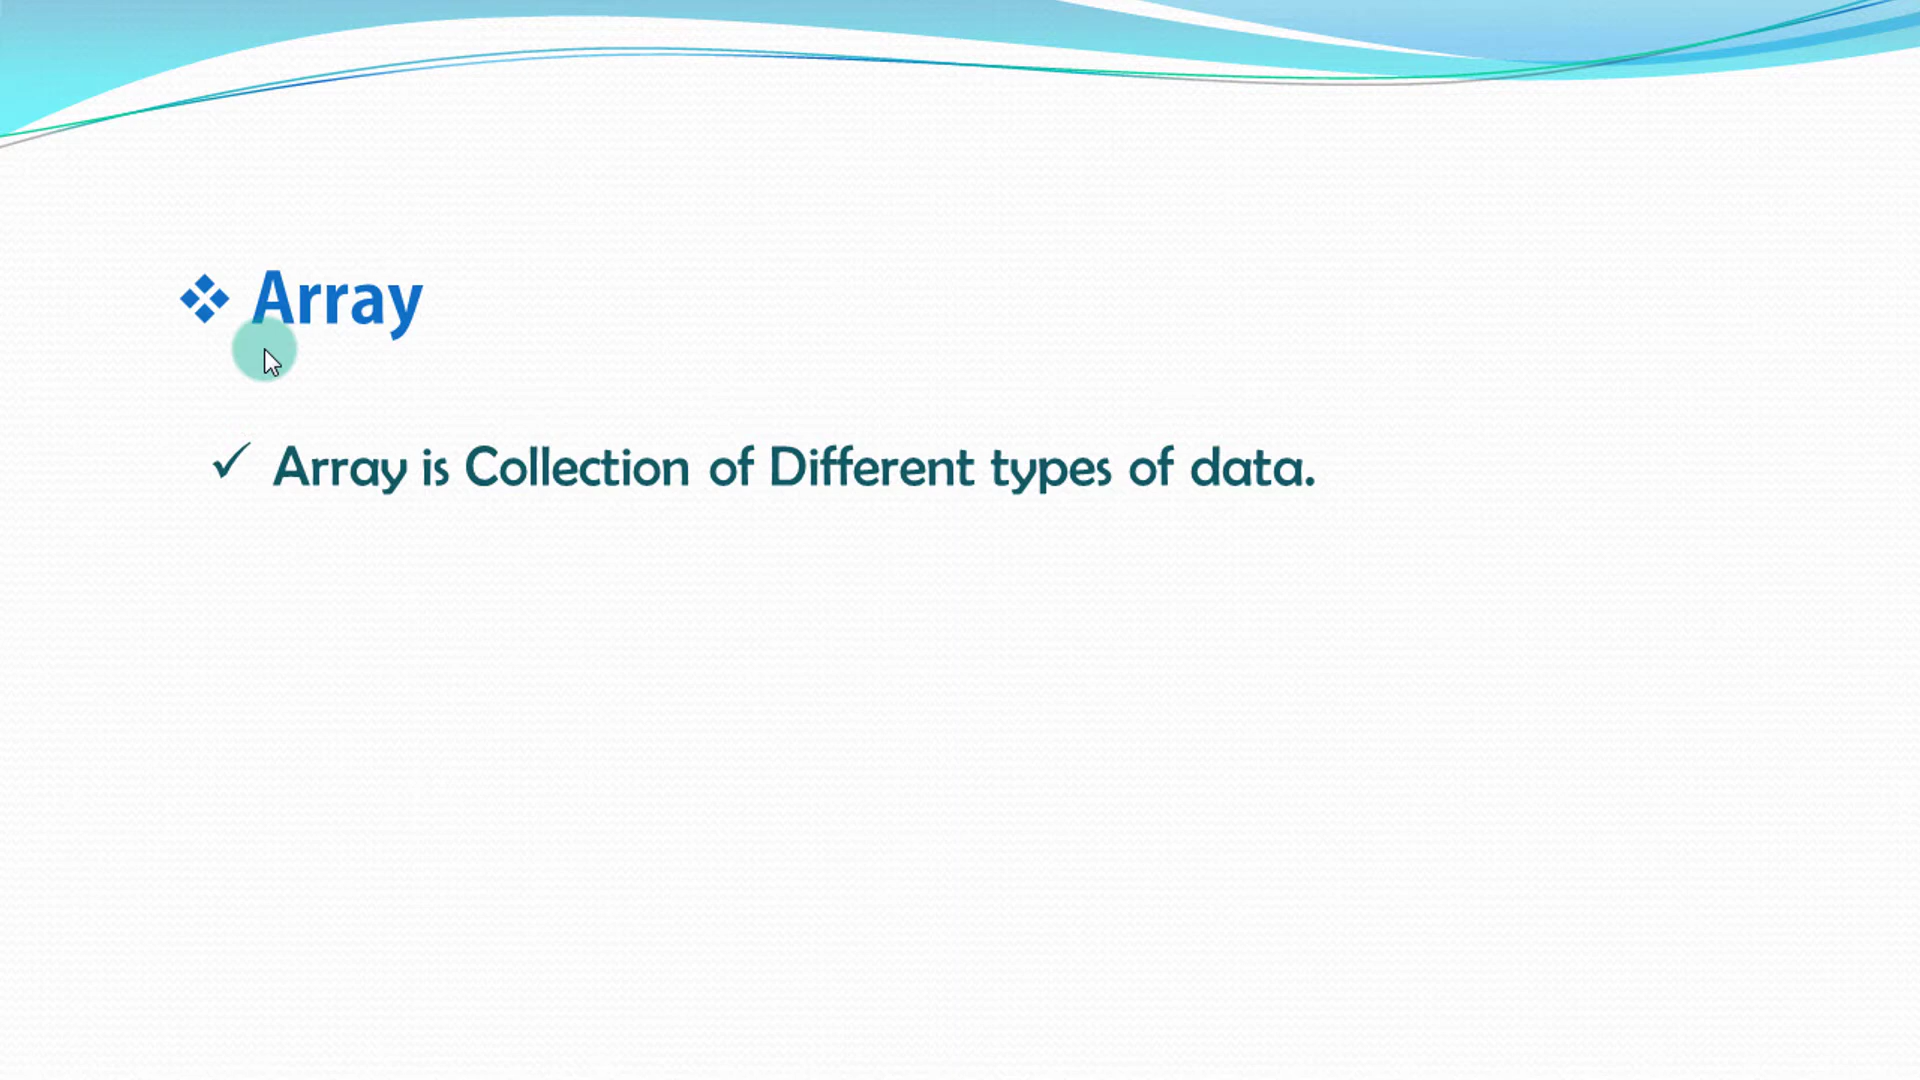 Array
Array is Collection of Different types of data.